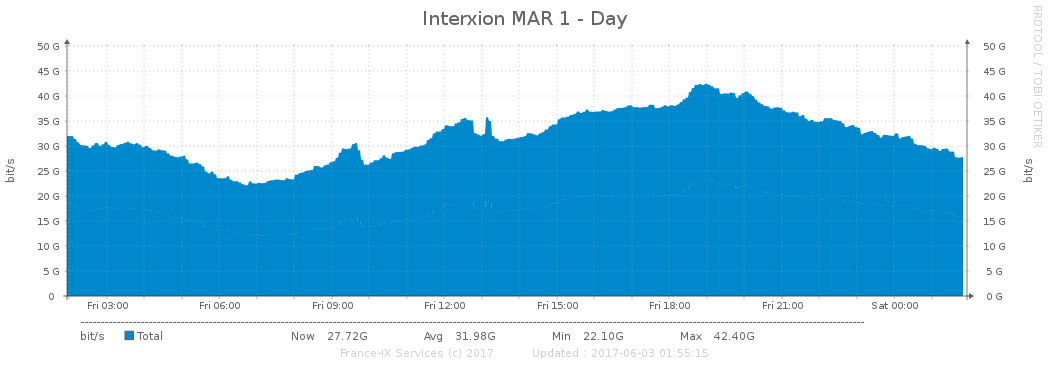 Interxion MAR 1 - Day
RRDTOOL / TOBI OETIKER
50 G 50 G
45 G 45 G
40 G 40 G
35 G 35 G
30 G 30 G
25 G 25 G
20 G 20 G
15 G 15 G
10 G 10 G
5 G 5 G
0 0 G
bit/s
bit/s
Fri 03:00 Fri 06:00 Fri 09:00 Fri 12:00 Fri 15:00 Fri 18:00 Fri 21:00 Sat 00:00
bit/s Total Now 27.72G Avg 31.98G Min 22.10G Max 42.40G
France-IX Services (c) 2017 Updated : 2017-06-03 01:55:15